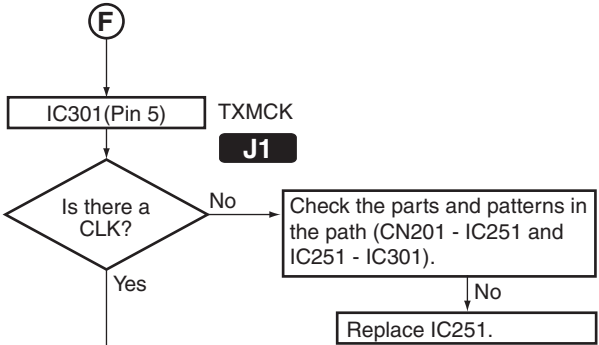 F
IC301(Pin 5)
TXMCK
J1
Is there a
CLK?
No
Check the parts and patterns in
the path (CN201 - IC251 and
IC251 - IC301).
Yes
No
Replace IC251.